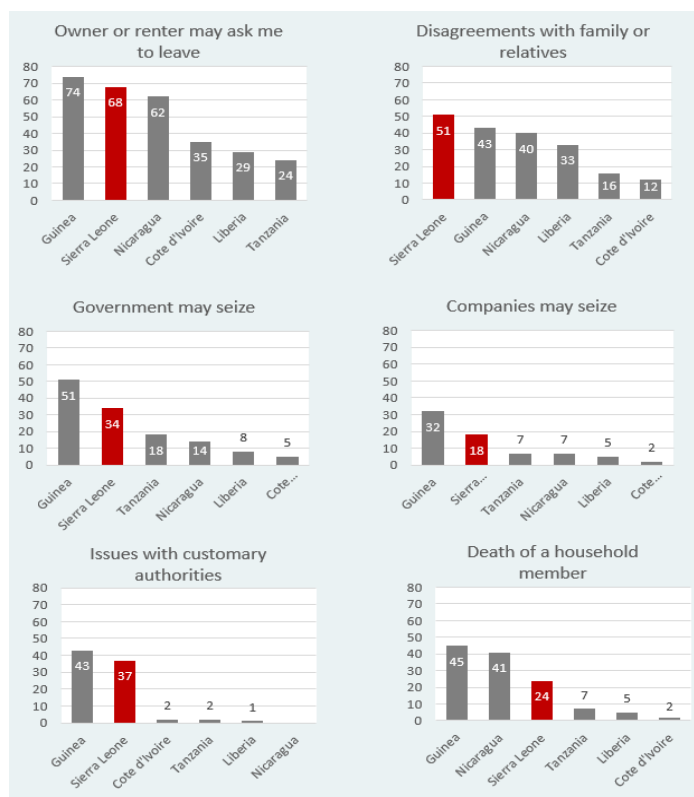 Owner or renter may ask me
to leave
80
70
60
50
40
30
20
10
0
74
68
62
35
29
24
Guinea
Sierra Leone
Nicaragua
Cote d'Ivoire
Liberia
Tanzania
Disagreements with family or
relatives
80
70
60
50
40
30
20
10
0
51
43
40
33
16
12
Sierra Leone
Guinea
Nicaragua
Liberia
Tanzania
Cote d'Ivoire
Government may seize
80
70
60
50
40
30
20
10
0
51
34
18
14
8
5
Guinea
Sierra Leone
Tanzania
Nicaragua
Liberia
Cote...
Companies may seize
80
70
60
50
40
30
20
10
0
32
18
7
7
5
2
Guinea
Sierra...
Tanzania
Nicaragua
Liberia
Cote...
Issues with customary
authorities
80
70
60
50
40
30
20
10
0
43
37
2
2
1
Guinea
Sierra Leone
Cote d'Ivoire
Tanzania
Liberia
Nicaragua
Death of a household
member
80
70
60
50
40
30
20
10
0
45
41
24
7
5
2
Guinea
Nicaragua
Sierra Leone
Tanzania
Liberia
Cote d'Ivoire